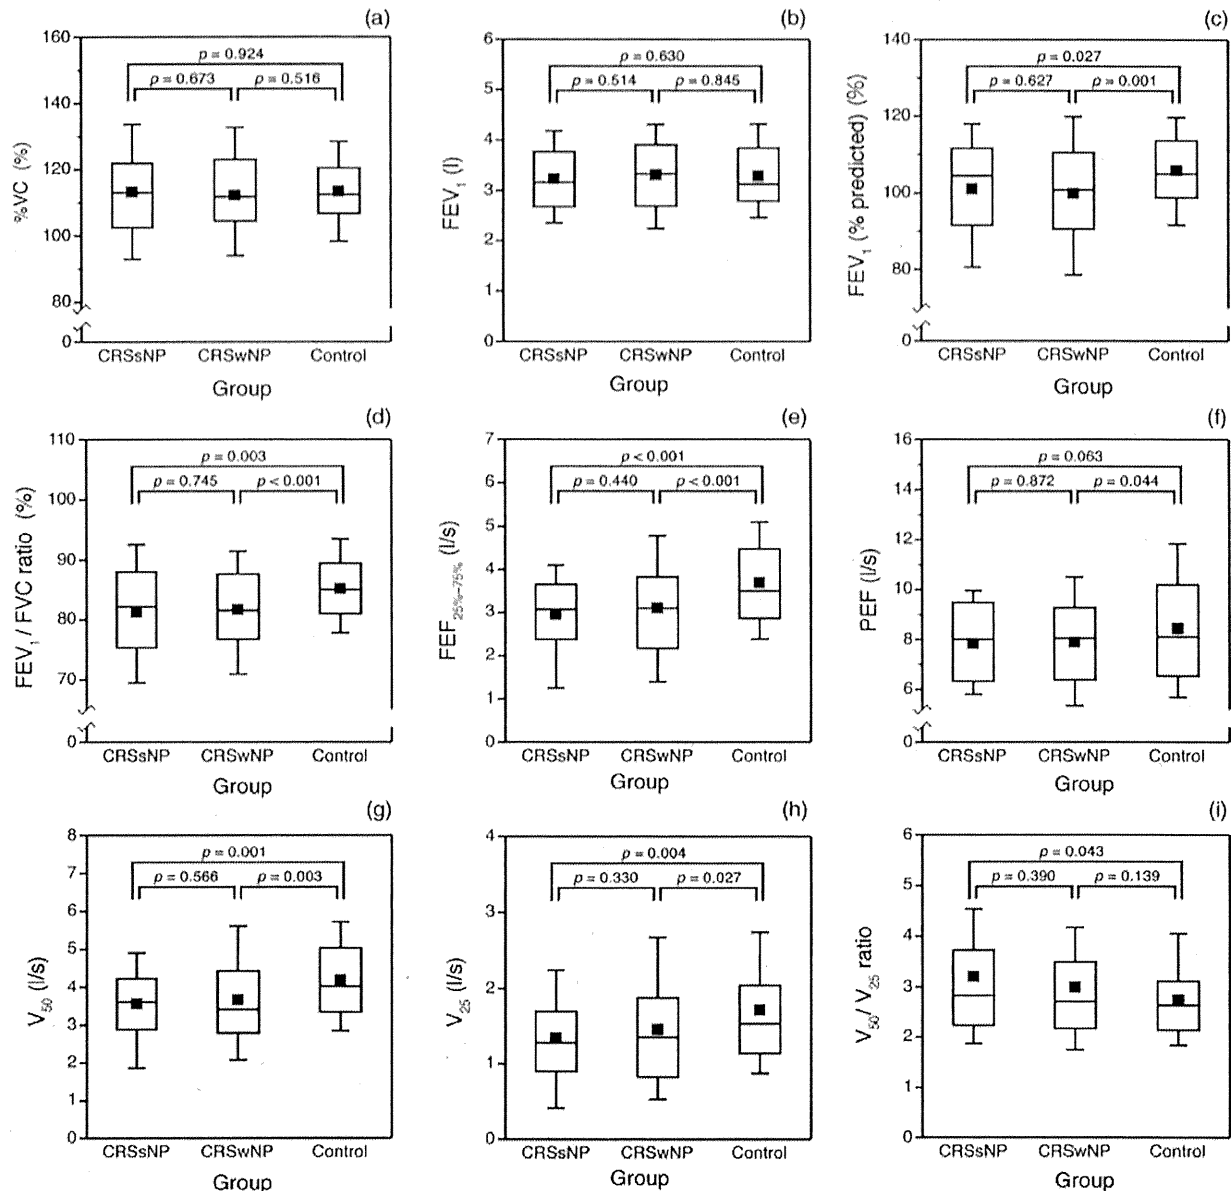 (a)
160
140
120
100
80
0
%VC (%)
p = 0.924
p = 0.673
p = 0.516
CRSsNP CRSwNP Control
Group
(b)
6
5
4
3
2
1
0
FEV1 (l)
p = 0.630
p = 0.514
p = 0.845
CRSsNP CRSwNP Control
Group
(c)
140
120
100
80
0
FEV1 (% predicted) (%)
p = 0.027
p = 0.627
p = 0.001
CRSsNP CRSwNP Control
Group
(d)
110
100
90
80
70
0
FEV1 / FVC ratio (%)
p = 0.003
p = 0.745
p < 0.001
CRSsNP CRSwNP Control
Group
(e)
7
6
5
4
3
2
1
0
FEF25%–75% (l/s)
p < 0.001
p = 0.440
p < 0.001
CRSsNP CRSwNP Control
Group
(f)
16
14
12
10
8
6
0
PEF (l/s)
p = 0.063
p = 0.872
p = 0.044
CRSsNP CRSwNP Control
Group
(g)
8
7
6
5
4
3
2
1
0
V50 (l/s)
p = 0.001
p = 0.566
p = 0.003
CRSsNP CRSwNP Control
Group
(h)
4
3
2
1
0
V25 (l/s)
p = 0.004
p = 0.330
p = 0.027
CRSsNP CRSwNP Control
Group
(i)
6
5
4
3
2
1
0
V50/ V25 ratio
p = 0.043
p = 0.390
p = 0.139
CRSsNP CRSwNP Control
Group